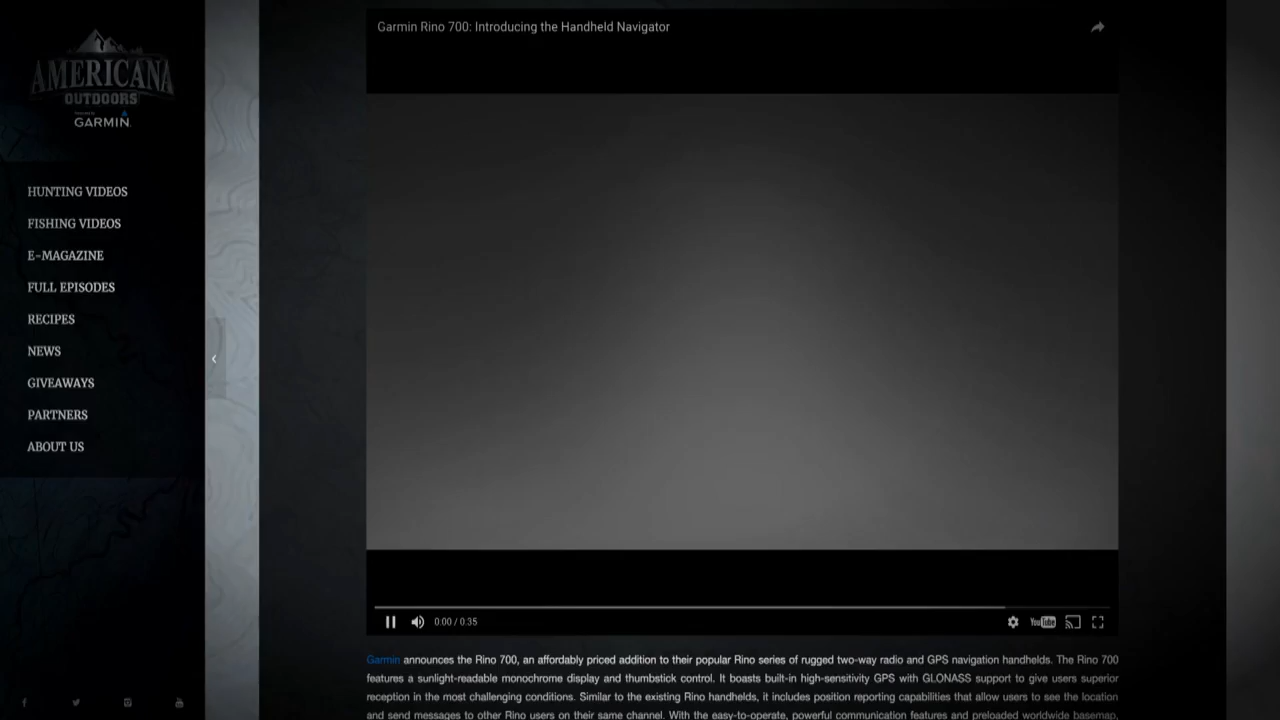 AMERICANA
OUTDOORS
Presented by
GARMIN.
HUNTING VIDEOS
FISHING VIDEOS
E-MAGAZINE
FULL EPISODES
RECIPES
NEWS
GIVEAWAYS
PARTNERS
ABOUT US
Garmin Rino 700: Introducing the Handheld Navigator
0:00 / 0:35
YouTube
Garmin announces the Rino 700, an affordably priced addition to their popular Rino series of rugged two-way radio and GPS navigation handhelds. The Rino 700
features a sunlight-readable monochrome display and thumbstick control. It boasts built-in high-sensitivity GPS with GLONASS support to give users superior
reception in the most challenging conditions. Similar to the existing Rino handhelds, it includes position reporting capabilities that allow users to see the location
and send messages to other Rino users on their same channel. With the easy-to-operate, powerful communication features and preloaded worldwide basemap,